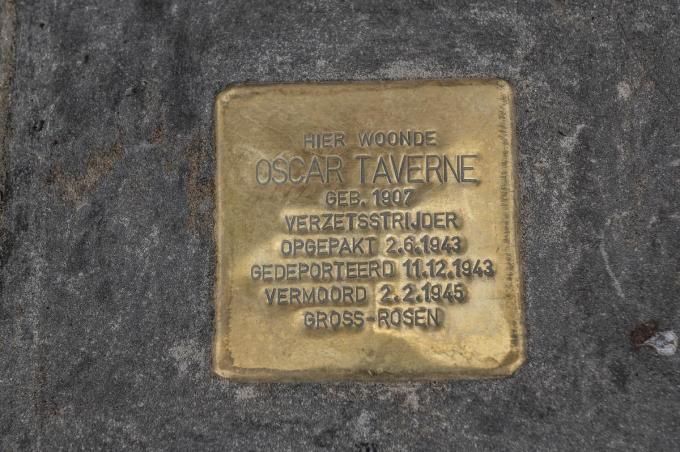 HIER WOONDE
OSCAR TAVERNE
GEB. 1907
VERZETSSTRIJDER
OPGEPAKT 2.6.1943
GEDEPORTEERD 11.12.1943
VERMOORD 2.2.1945
GROSS-ROSEN